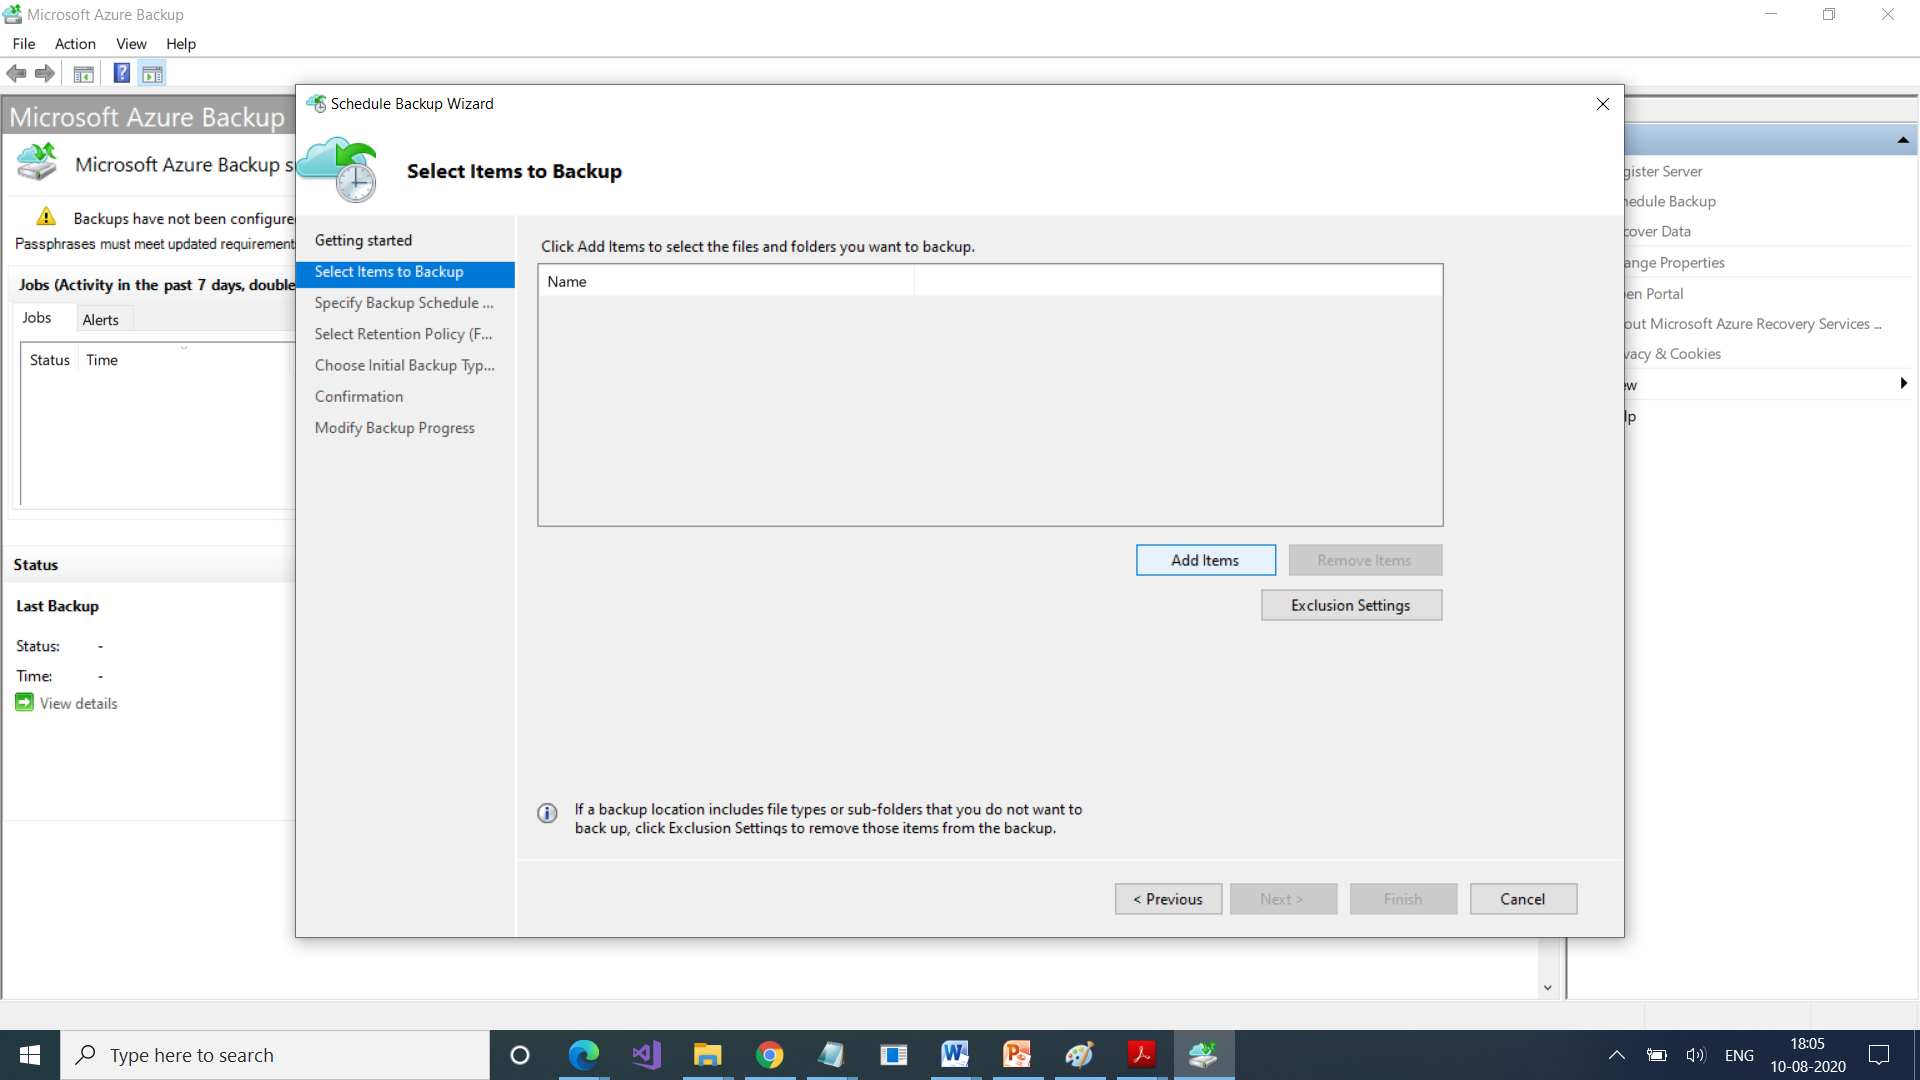 Microsoft Azure Backup
File Action View Help
Microsoft Azure Backup
Microsoft Azure Backup s
Backups have not been configure
Passphrases must meet updated requirements
Jobs (Activity in the past 7 days, double
Jobs Alerts
Status Time
Status
Last Backup
Status: -
Time: -
View details
Schedule Backup Wizard
Select Items to Backup
Getting started
Select Items to Backup
Specify Backup Schedule ...
Select Retention Policy (F...
Choose Initial Backup Typ...
Confirmation
Modify Backup Progress
Click Add Items to select the files and folders you want to backup.
Name
Add Items Remove Items
Exclusion Settings
If a backup location includes file types or sub-folders that you do not want to
back up, click Exclusion Settings to remove those items from the backup.
< Previous Next > Finish Cancel
gister Server
hedule Backup
cover Data
ange Properties
en Portal
out Microsoft Azure Recovery Services ...
vacy & Cookies
ew
lp
Type here to search
ENG
18:05
10-08-2020